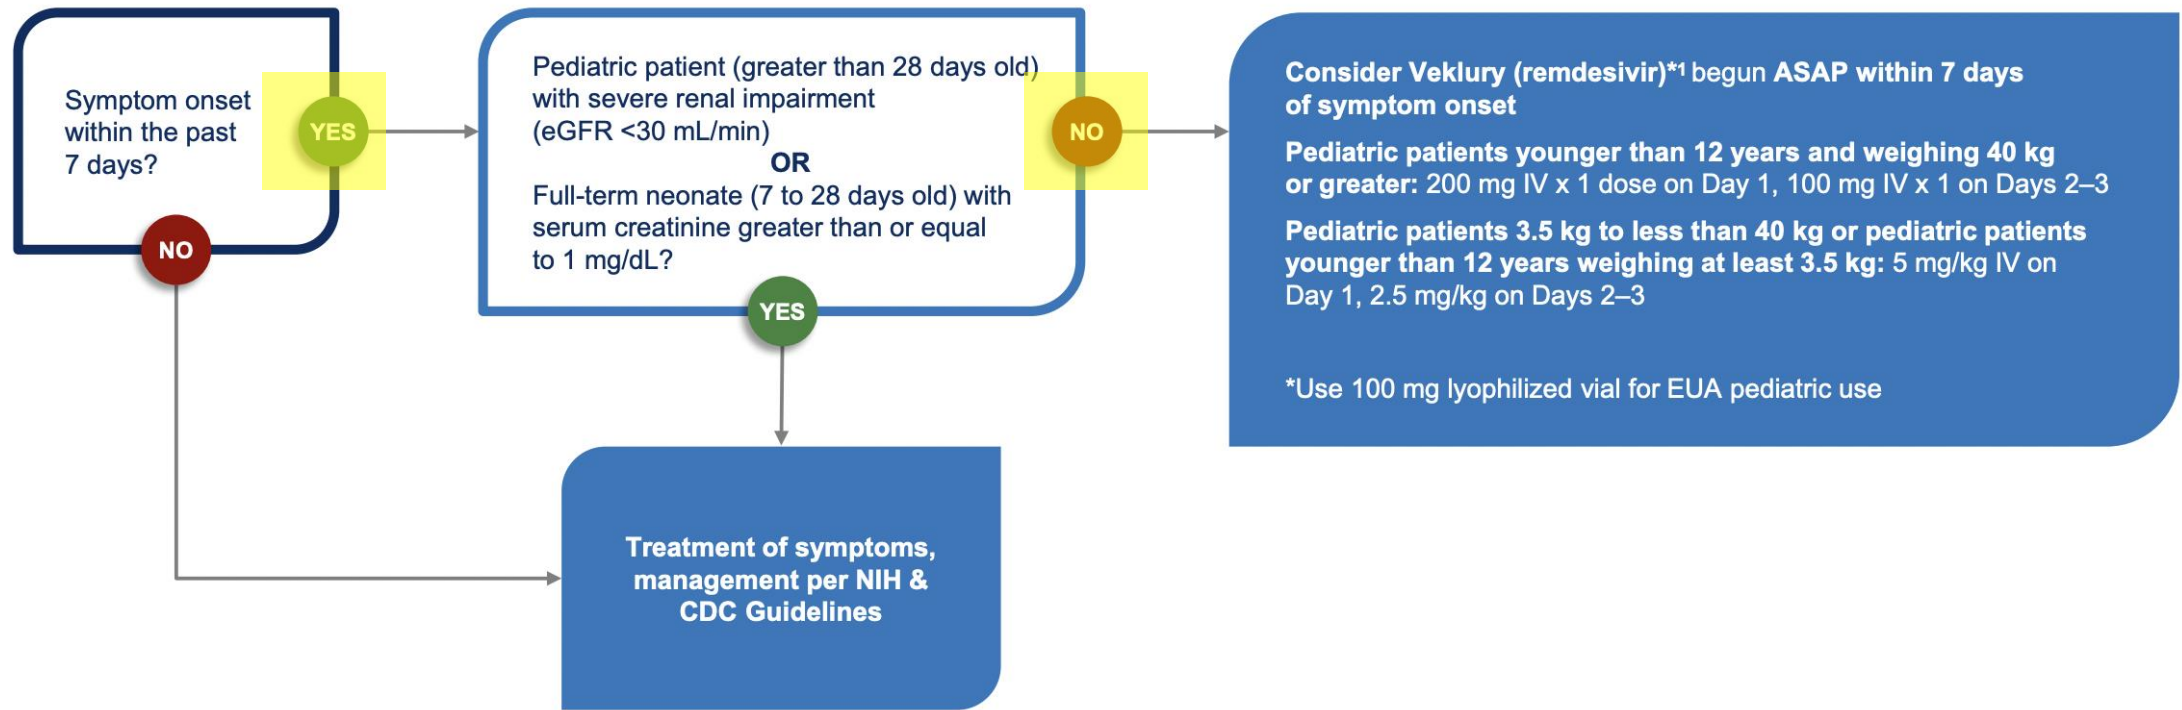 Symptom onset
within the past
7 days?
YES
NO
Pediatric patient (greater than 28 days old)
with severe renal impairment
(eGFR <30 mL/min)
OR
Full-term neonate (7 to 28 days old) with
serum creatinine greater than or equal
to 1 mg/dL?
NO
YES
Consider Veklury (remdesivir)*¹ begun ASAP within 7 days
of symptom onset
Pediatric patients younger than 12 years and weighing 40 kg
or greater: 200 mg IV x 1 dose on Day 1, 100 mg IV x 1 on Days 2–3
Pediatric patients 3.5 kg to less than 40 kg or pediatric patients
younger than 12 years weighing at least 3.5 kg: 5 mg/kg IV on
Day 1, 2.5 mg/kg on Days 2–3
*Use 100 mg lyophilized vial for EUA pediatric use
Treatment of symptoms,
management per NIH &
CDC Guidelines